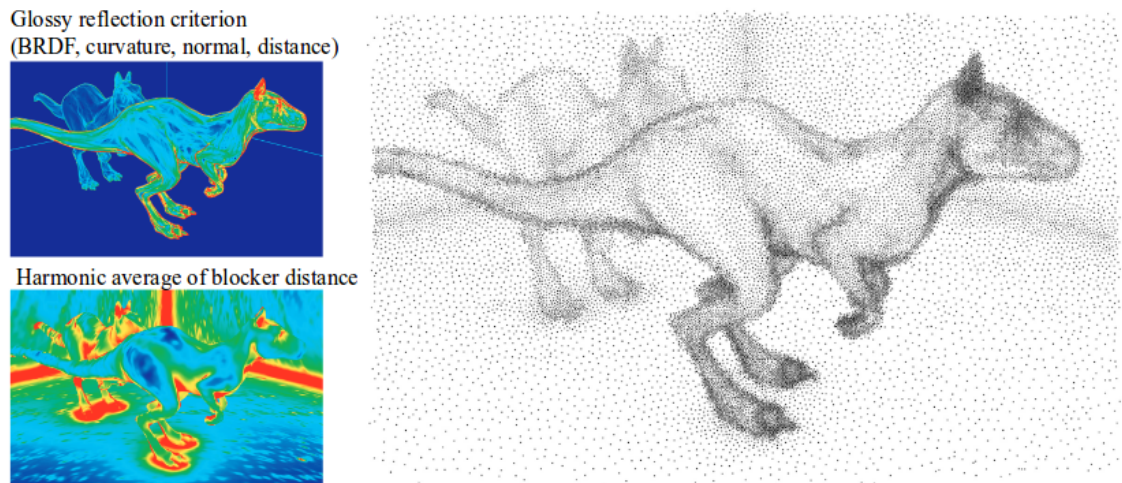 Glossy reflection criterion
(BRDF, curvature, normal, distance)
Harmonic average of blocker distance